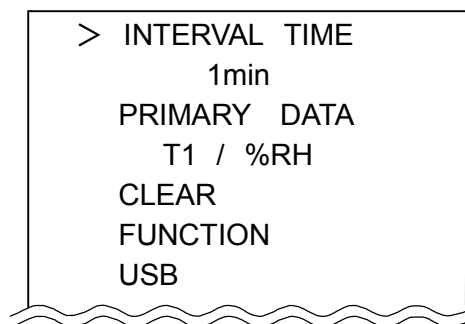 > INTERVAL TIME
1min
PRIMARY DATA
T1 / %RH
CLEAR
FUNCTION
USB